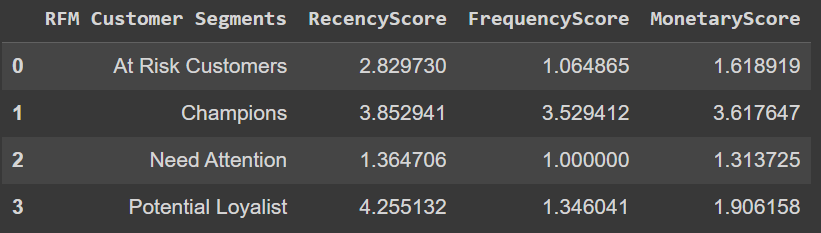 RFM Customer Segments RecencyScore FrequencyScore MonetaryScore
0 At Risk Customers 2.829730 1.064865 1.618919
1 Champions 3.852941 3.529412 3.617647
2 Need Attention 1.364706 1.000000 1.313725
3 Potential Loyalist 4.255132 1.346041 1.906158